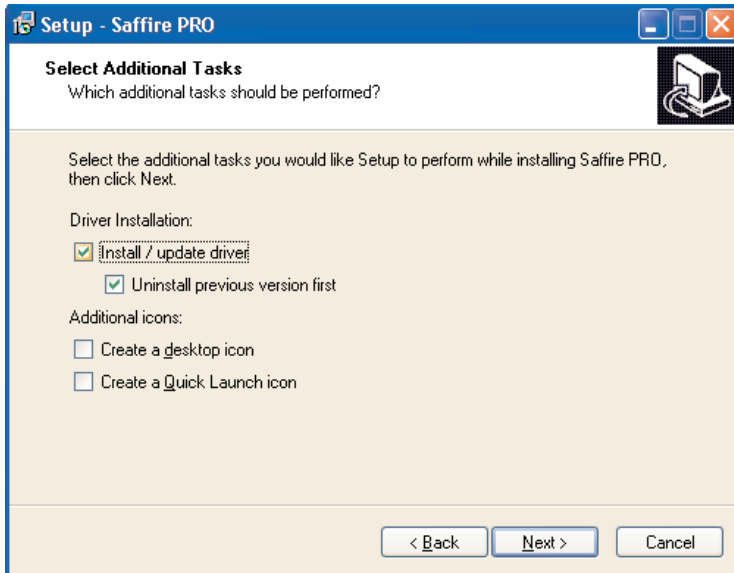 Setup - Saffire PRO
Select Additional Tasks
Which additional tasks should be performed?
Select the additional tasks you would like Setup to perform while installing Saffire PRO,
then click Next.
Driver Installation:
Install / update driver
Uninstall previous version first
Additional icons:
Create a desktop icon
Create a Quick Launch icon
< Back Next > Cancel